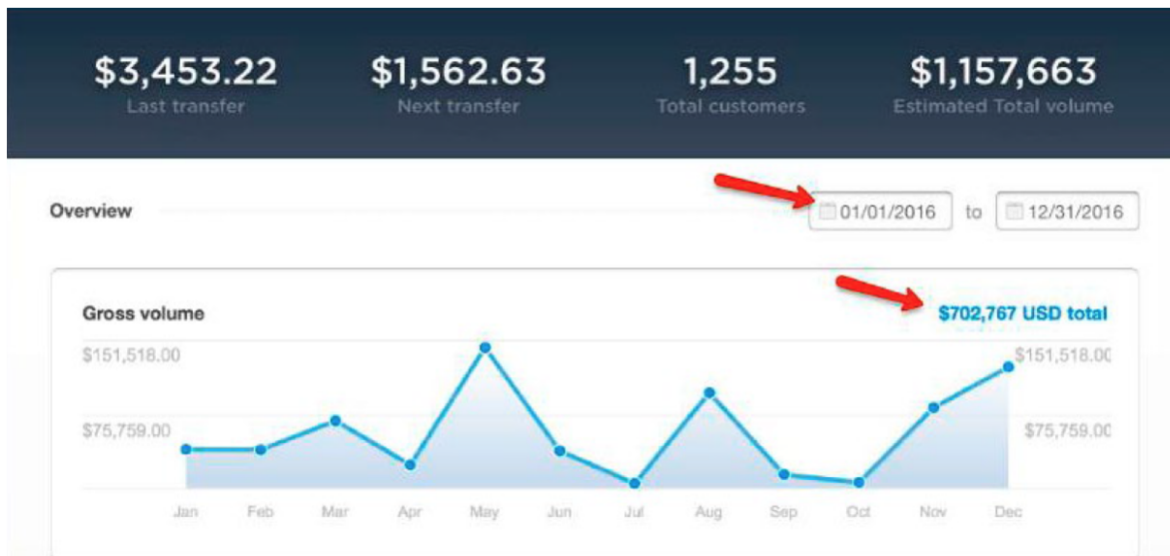 $3,453.22 $1,562.63 1,255 $1,157,663
Last transfer Next transfer Total customers Estimated Total volume
Overview 01/01/2016 to 12/31/2016
Gross volume $702,767 USD total
$151,518.00 $151,518.00
$75,759.00 $75,759.00
Jan Feb Mar Apr May Jun Jul Aug Sep Oct Nov Dec